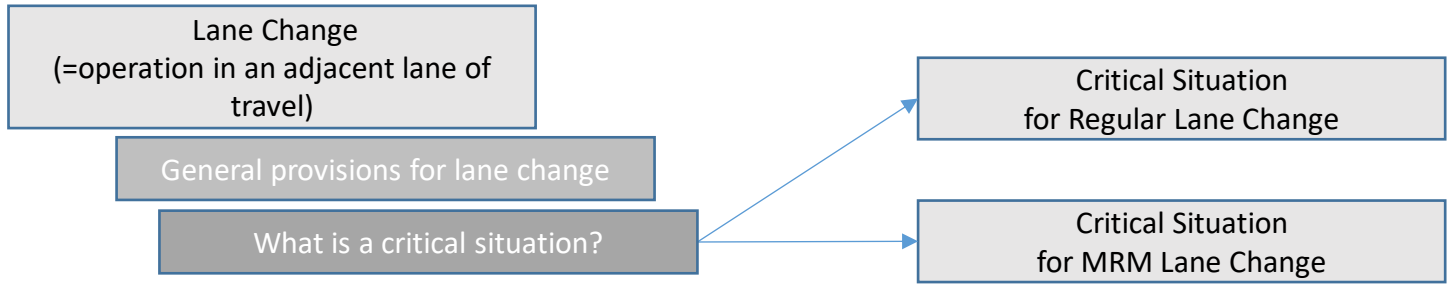 Lane Change
(=operation in an adjacent lane of
travel)
General provisions for lane change
What is a critical situation?
Critical Situation
for Regular Lane Change
Critical Situation
for MRM Lane Change